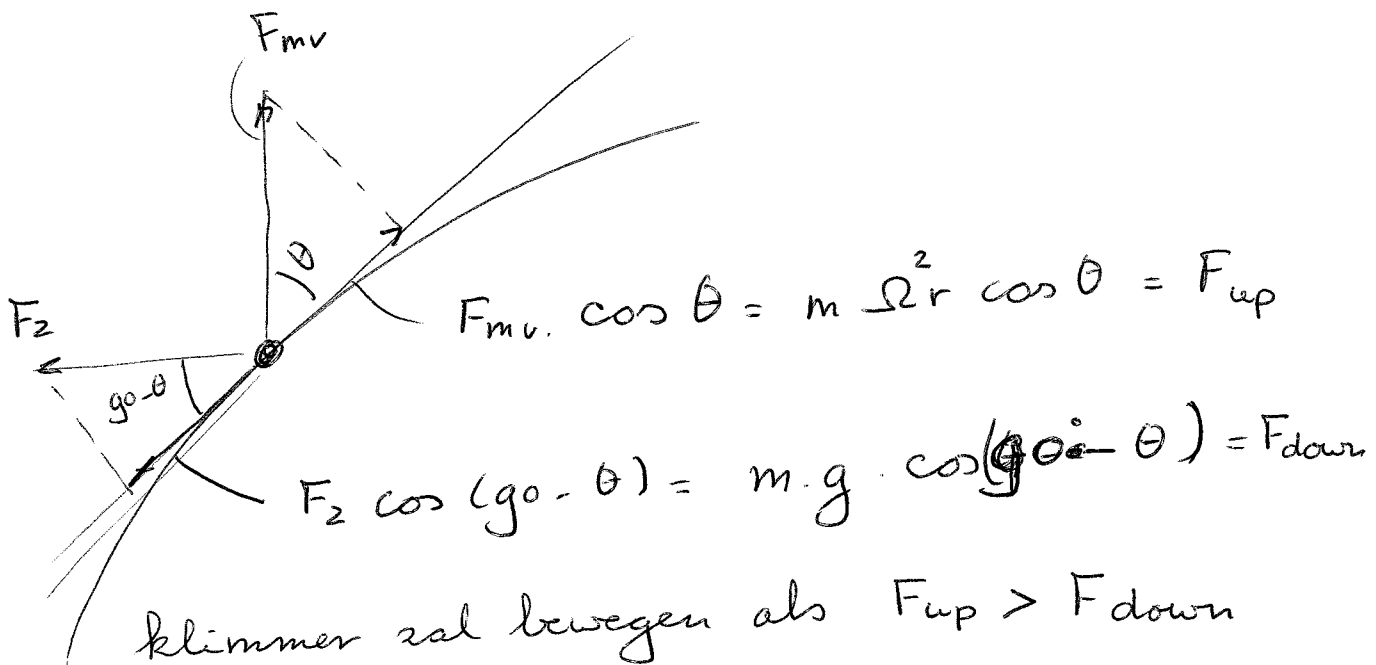 Fmv
θ
Fmv. cos θ = m Ω²r cos θ = Fup
Fz
90-θ
Fz cos (90-θ) = m.g. cos(90°-θ) = Fdown
klimmer zal bewegen als Fup > Fdown